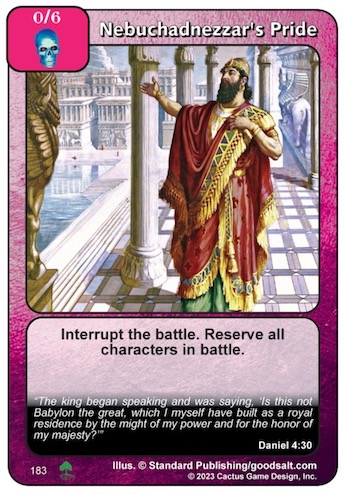 Nebuchadnezzar's Pride
0/6
Interrupt the battle. Reserve all
characters in battle.
“The king began speaking and was saying, ‘Is this not
Babylon the great, which I myself have built as a royal
residency by the might of my power and for the honor of
my majesty?’”
Daniel 4:30
Illus. © Standard Publishing/goodsalt.com
183
© 2023 Cactus Game Design, Inc.